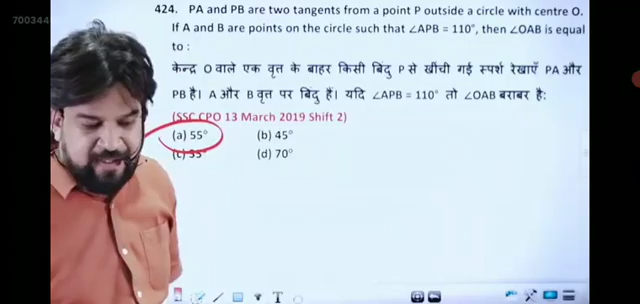 700344
424. PA and PB are two tangents from a point P outside a circle with centre O.
If A and B are points on the circle such that ∠APB = 110°, then ∠OAB is equal
to :
केन्द्र O वाले एक वृत्त के बाहर किसी बिंदु P से खींची गई स्पर्श रेखाएँ PA और
PB है। A और B वृत्त पर बिंदु हैं। यदि ∠APB = 110° तो ∠OAB बराबर है:
(SSC CPO 13 March 2019 Shift 2)
(a) 55° (b) 45°
(c) 35° (d) 70°
T